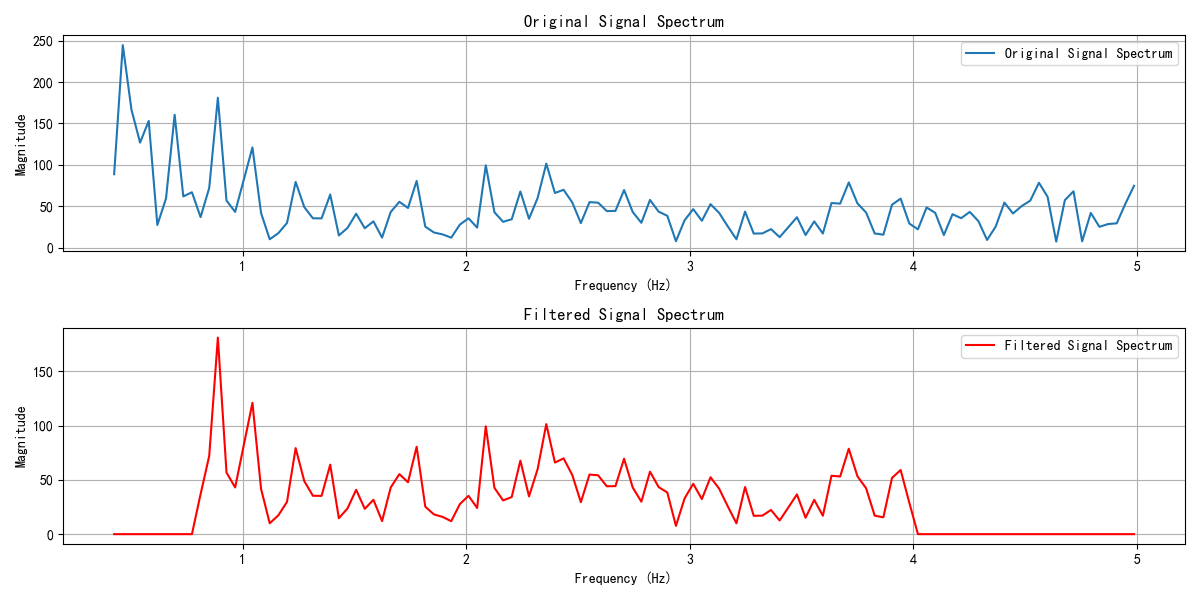 Original Signal Spectrum
250
200
150
100
50
0
Magnitude
Original Signal Spectrum
1
2
3
4
5
Frequency (Hz)
Filtered Signal Spectrum
150
100
50
0
Magnitude
Filtered Signal Spectrum
1
2
3
4
5
Frequency (Hz)